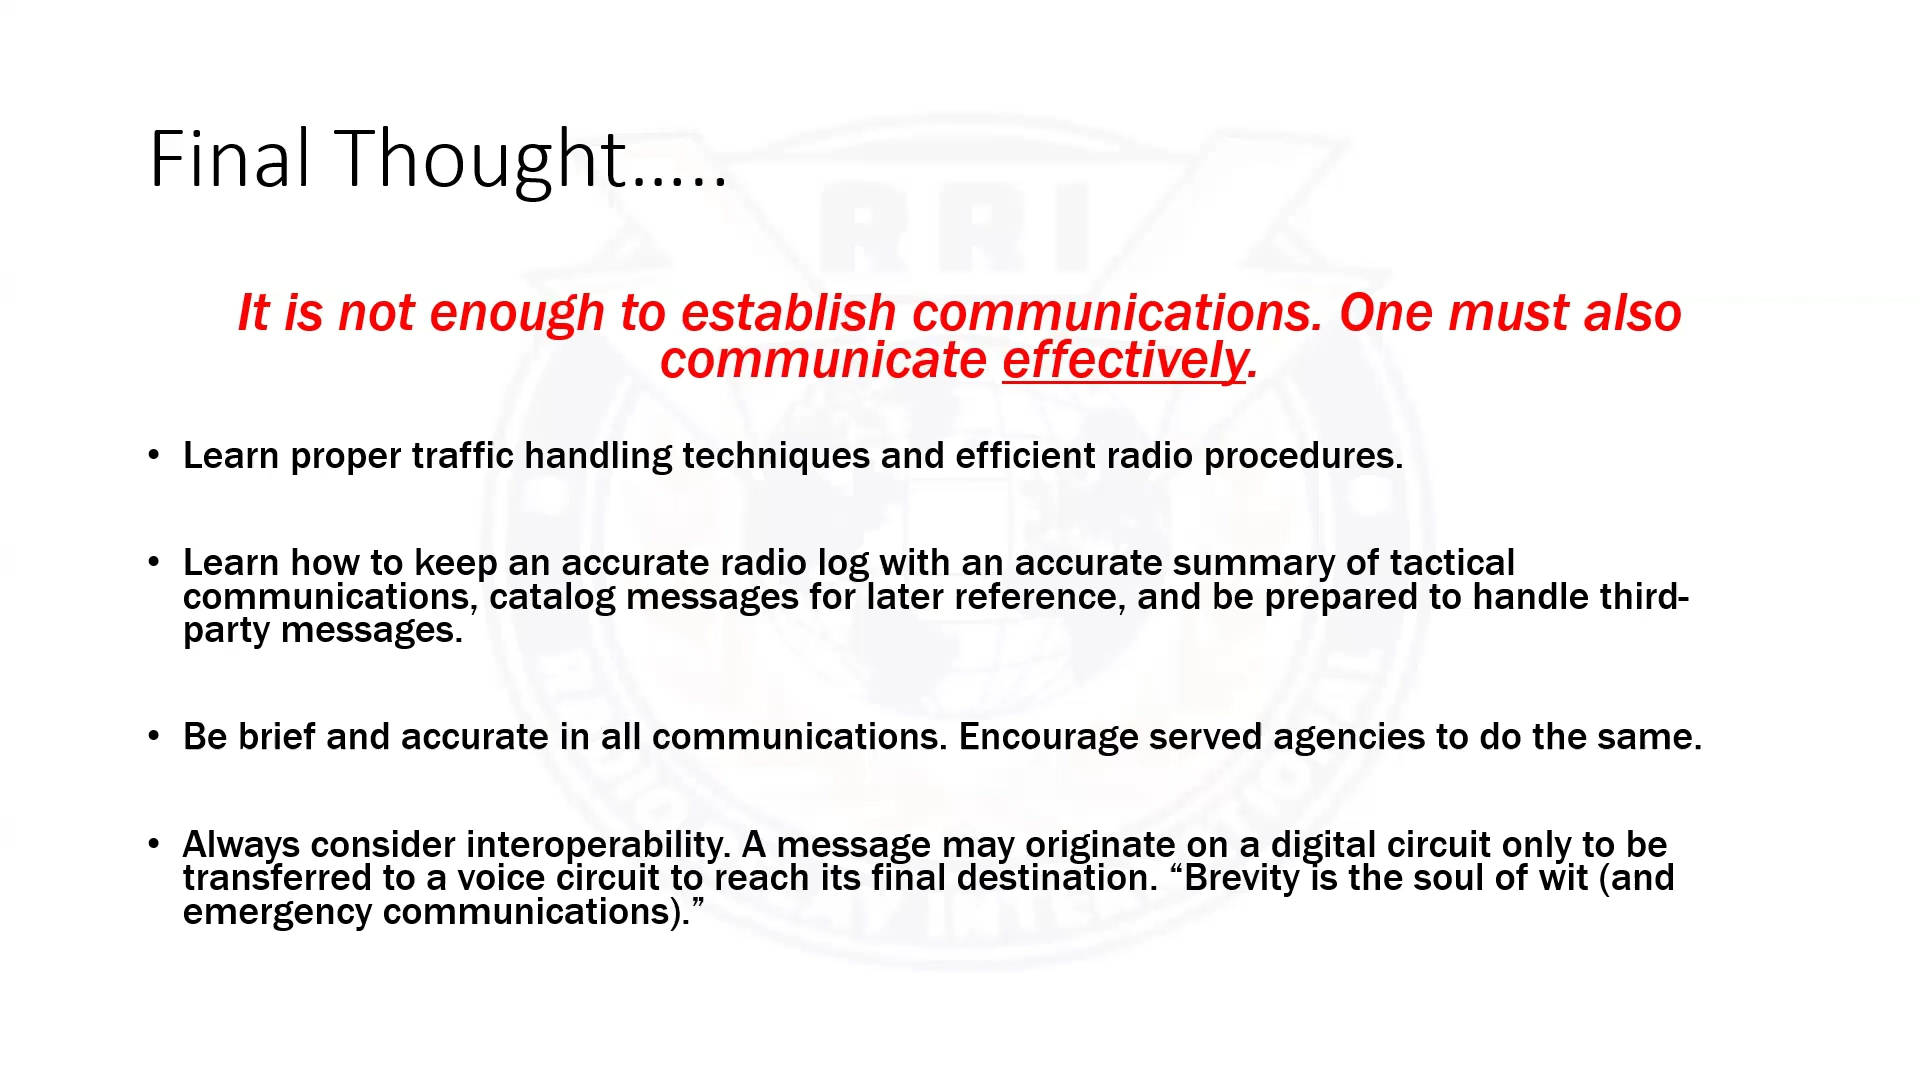 Final Thought.....
RRI
It is not enough to establish communications. One must also
communicate effectively.
• Learn proper traffic handling techniques and efficient radio procedures.
• Learn how to keep an accurate radio log with an accurate summary of tactical
communications, catalog messages for later reference, and be prepared to handle third-
party messages.
• Be brief and accurate in all communications. Encourage served agencies to do the same.
• Always consider interoperability. A message may originate on a digital circuit only to be
transferred to a voice circuit to reach its final destination. “Brevity is the soul of wit (and
emergency communications).”